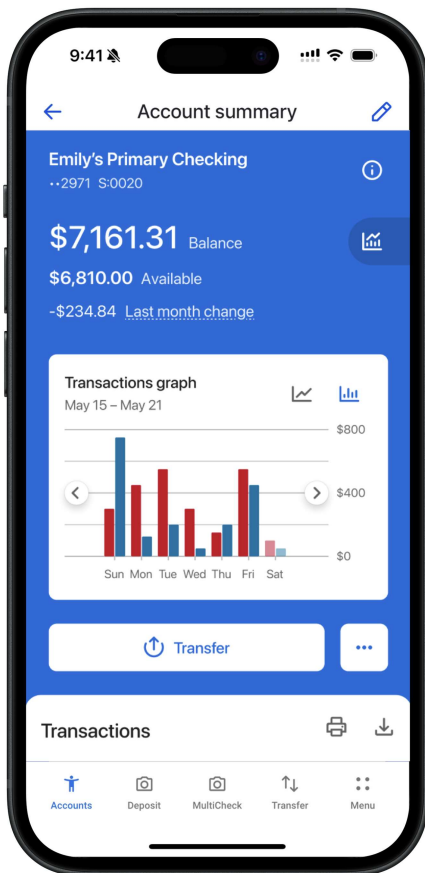 9:41
Account summary
Emily's Primary Checking
··2971 S:0020
$7,161.31 Balance
$6,810.00 Available
-$234.84 Last month change
Transactions graph
May 15 – May 21
$800
$400
$0
Sun Mon Tue Wed Thu Fri Sat
Transfer
Transactions
Accounts Deposit MultiCheck Transfer Menu